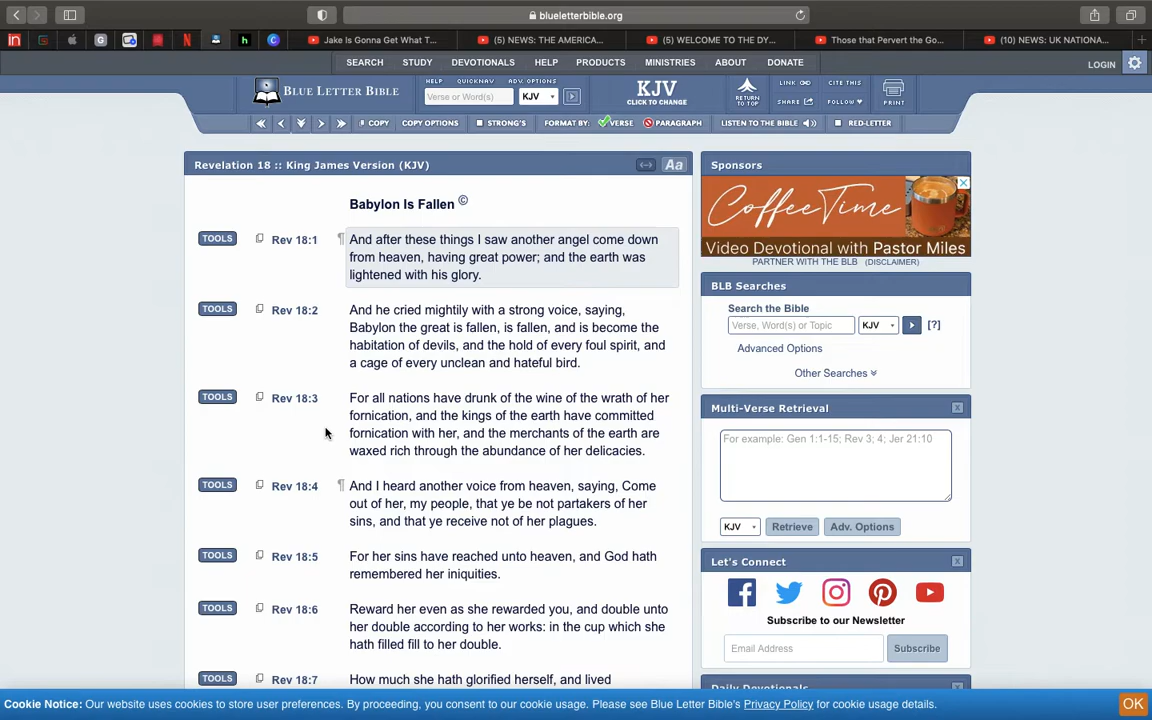 blueletterbible.org
Jake Is Gonna Get What T...
(5) NEWS: THE AMERICA...
(5) WELCOME TO THE DY...
Those that Pervert the Go...
(10) NEWS: UK NATIONA...
SEARCH STUDY DEVOTIONALS HELP PRODUCTS MINISTRIES ABOUT DONATE
LOGIN
BLUE LETTER BIBLE
HELP QUICKNAV ADV. OPTIONS
Verse or Word(s) KJV
KJV
CLICK TO CHANGE
RETURN
TO TOP
LINK CITE THIS
SHARE FOLLOW
PRINT
COPY COPY OPTIONS STRONG'S FORMAT BY: VERSE PARAGRAPH LISTEN TO THE BIBLE RED-LETTER
Revelation 18 :: King James Version (KJV)
Aa
Babylon Is Fallen ©
TOOLS Rev 18:1 ¶ And after these things I saw another angel come down
from heaven, having great power; and the earth was
lightened with his glory.
TOOLS Rev 18:2 And he cried mightily with a strong voice, saying,
Babylon the great is fallen, is fallen, and is become the
habitation of devils, and the hold of every foul spirit, and
a cage of every unclean and hateful bird.
TOOLS Rev 18:3 For all nations have drunk of the wine of the wrath of her
fornication, and the kings of the earth have committed
fornication with her, and the merchants of the earth are
waxed rich through the abundance of her delicacies.
TOOLS Rev 18:4 ¶ And I heard another voice from heaven, saying, Come
out of her, my people, that ye be not partakers of her
sins, and that ye receive not of her plagues.
TOOLS Rev 18:5 For her sins have reached unto heaven, and God hath
remembered her iniquities.
TOOLS Rev 18:6 Reward her even as she rewarded you, and double unto
her double according to her works: in the cup which she
hath filled fill to her double.
TOOLS Rev 18:7 How much she hath glorified herself, and lived
Sponsors
Coffee Time
Video Devotional with Pastor Miles
PARTNER WITH THE BLB (DISCLAIMER)
BLB Searches
Search the Bible
Verse, Word(s) or Topic KJV [?]
Advanced Options
Other Searches
Multi-Verse Retrieval X
For example: Gen 1:1-15; Rev 3; 4; Jer 21:10
KJV Retrieve Adv. Options
Let's Connect X
Subscribe to our Newsletter
Email Address Subscribe
Daily Devotionals
Cookie Notice: Our website uses cookies to store user preferences. By proceeding, you consent to our cookie usage. Please see Blue Letter Bible's Privacy Policy for cookie usage details.
OK